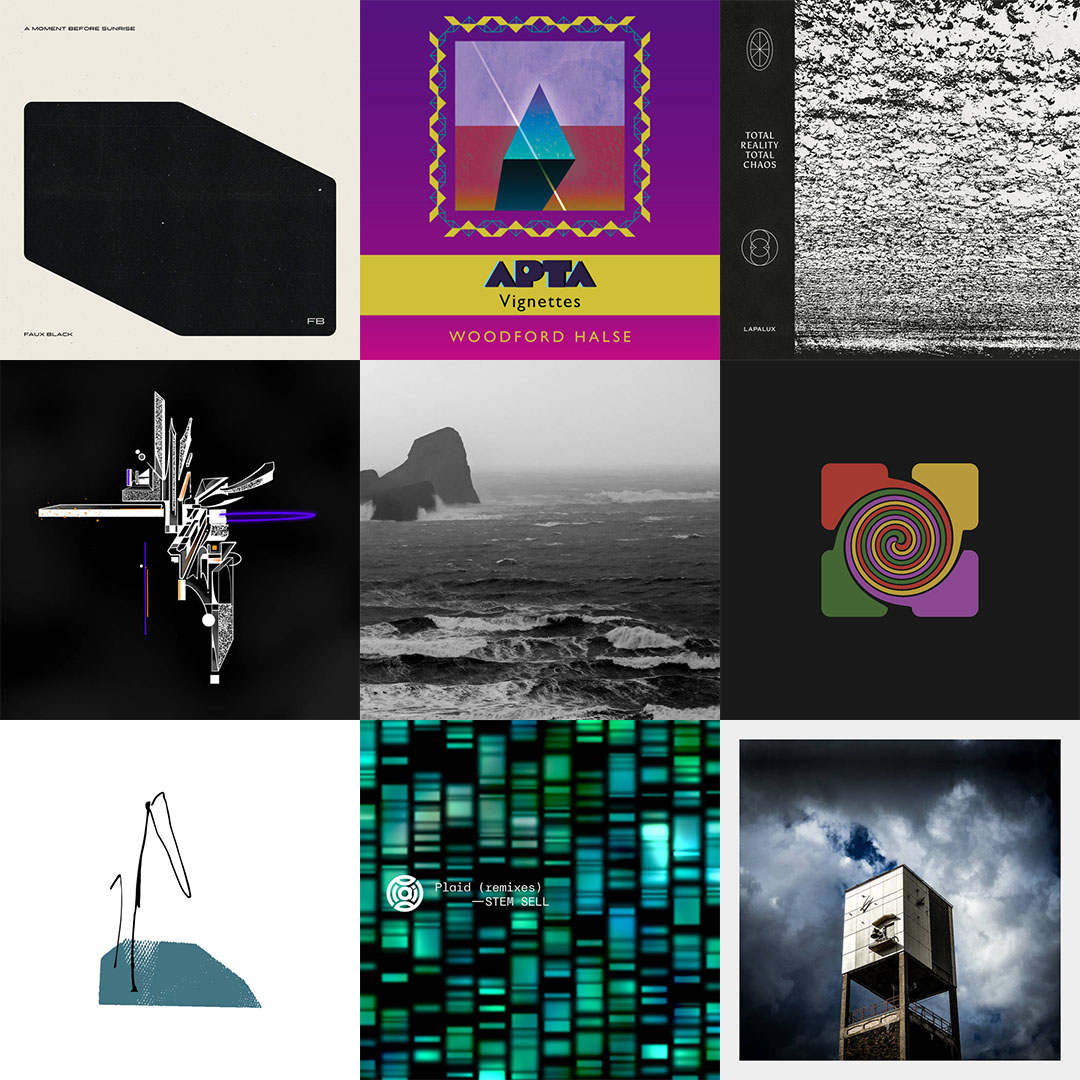 A MOMENT BEFORE SUNRISE
FB
FAUX BLACK
APTA
Vignettes
WOODFORD HALSE
TOTAL
REALITY
TOTAL
CHAOS
LAPALUX
Plaid (remixes)
—STEM SELL